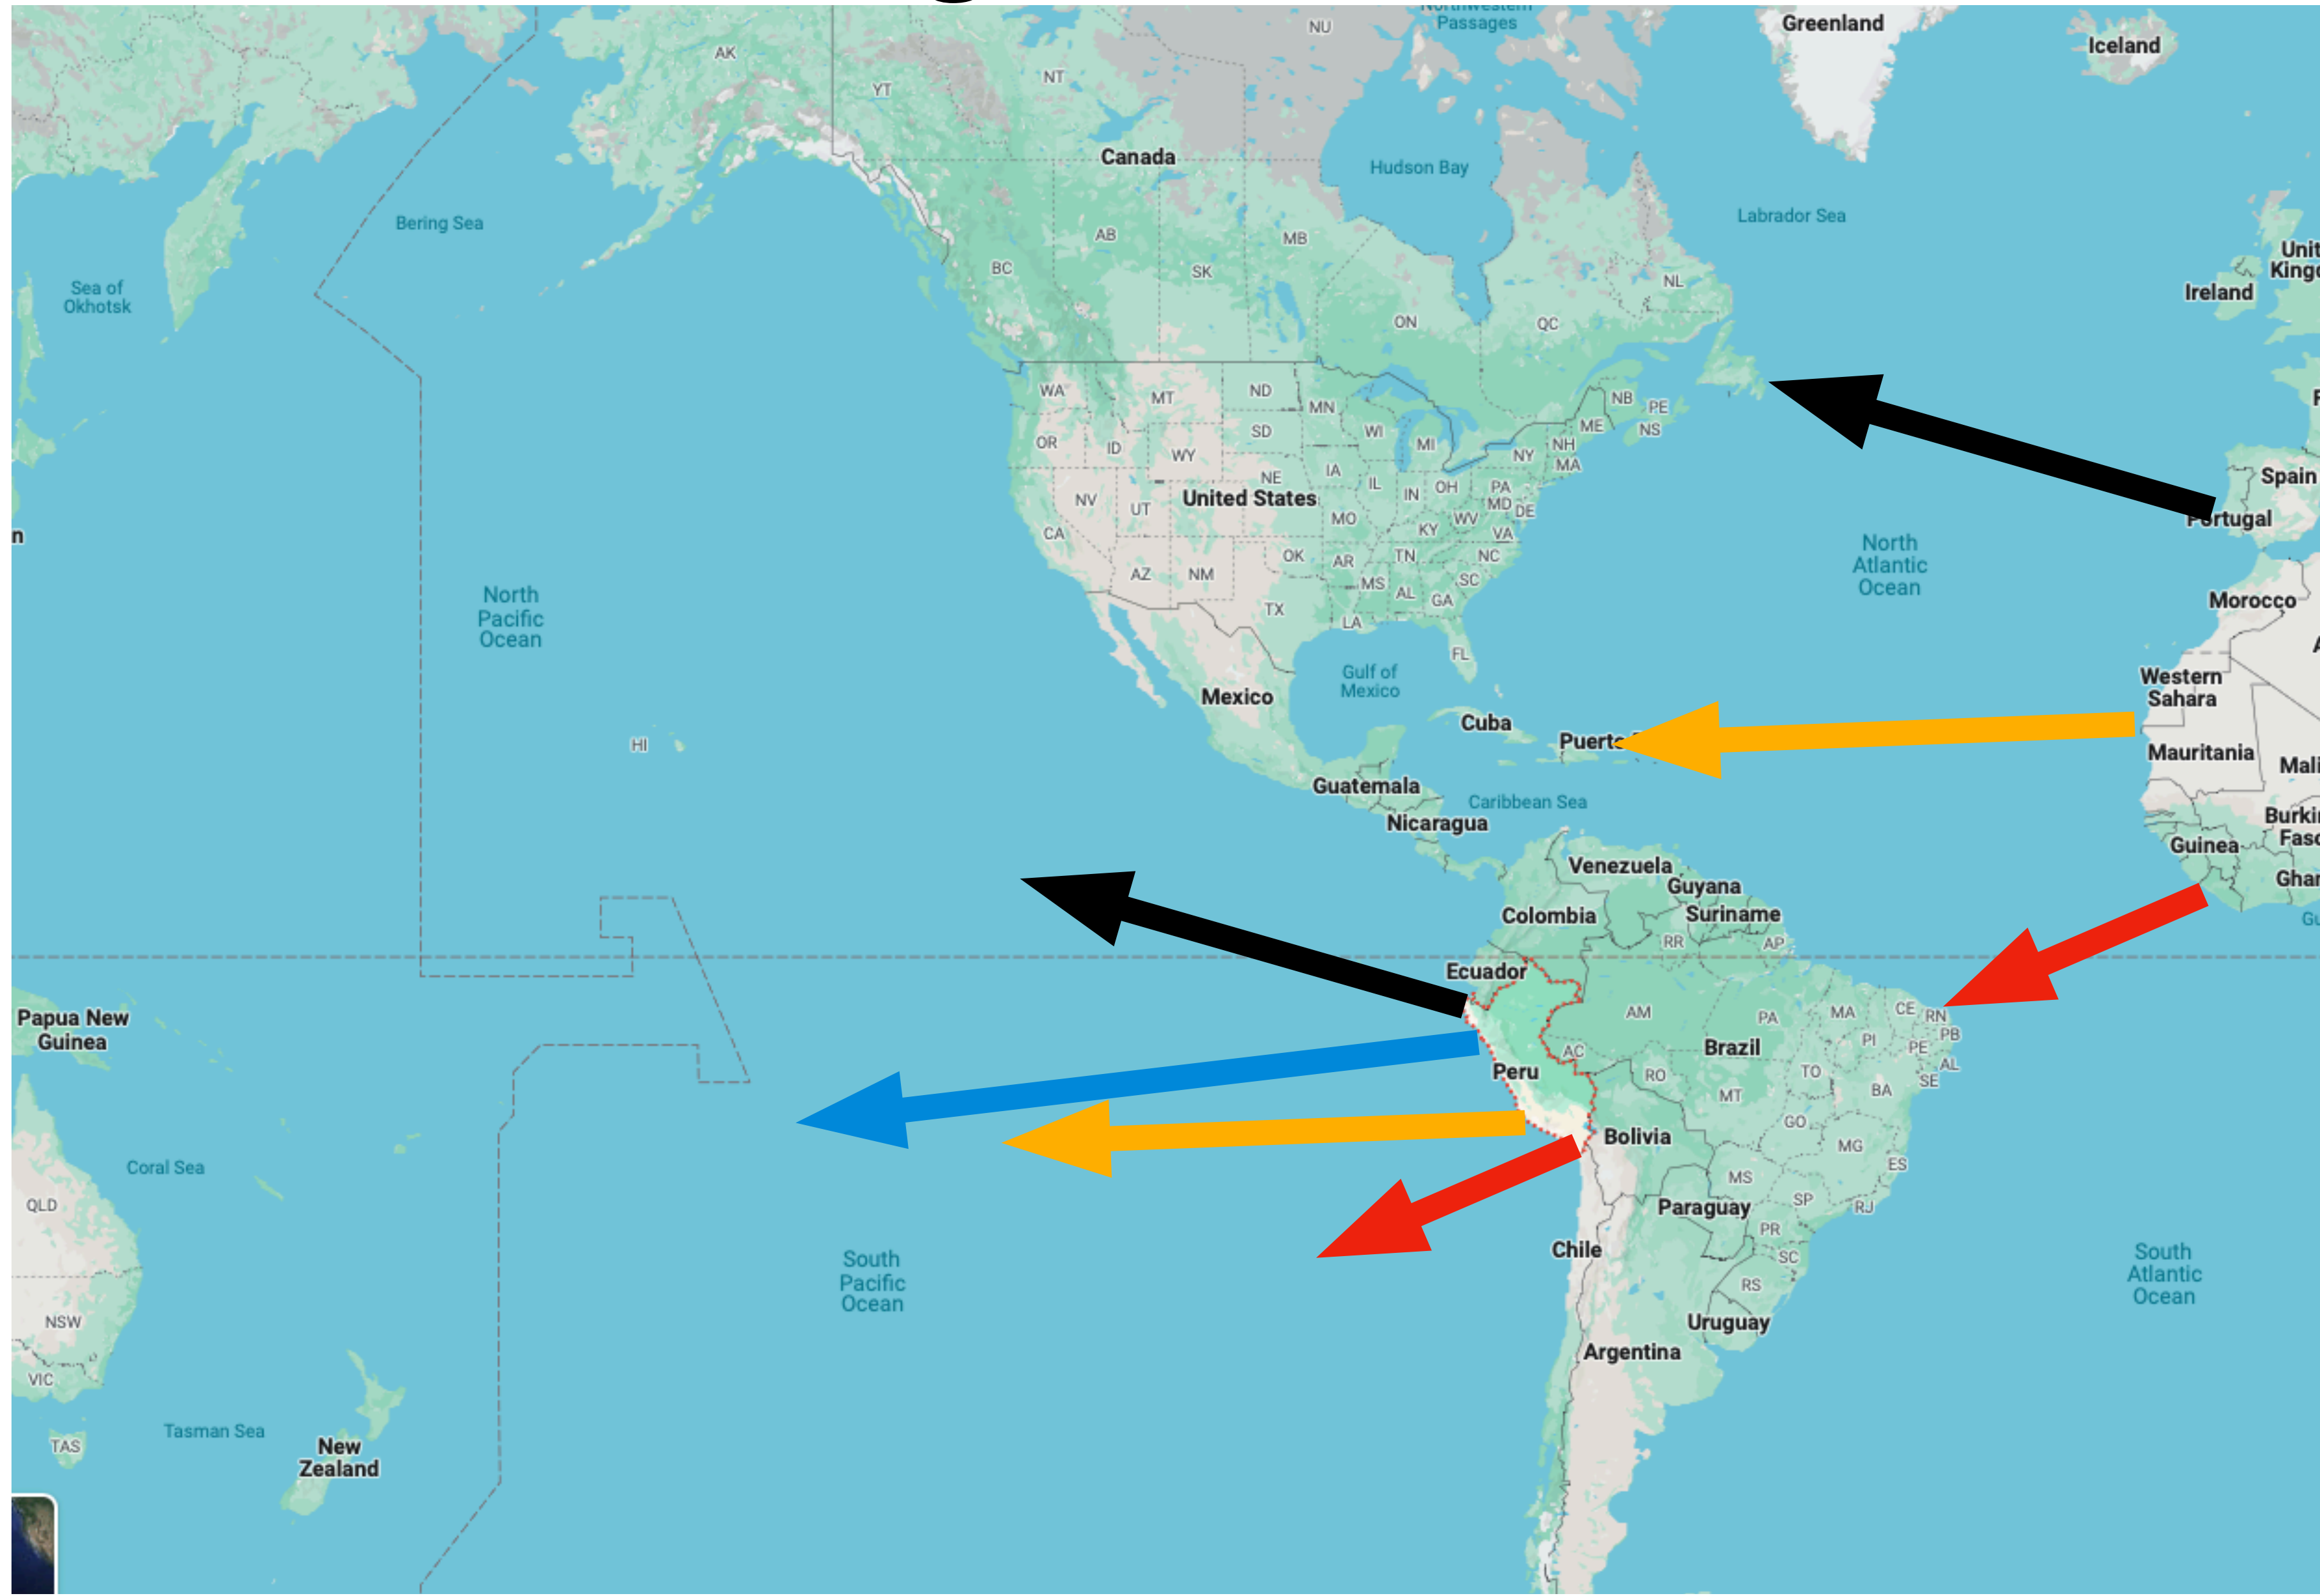 Northwestern
Passages
Greenland
Iceland
NU
AK
NT
YT
Canada
Hudson Bay
Labrador Sea
Bering Sea
AB
MB
BC
SK
NL
Sea of
Okhotsk
Ireland
ON
QC
WA
MT
ND
MN
NB
PE
NS
ME
OR
ID
SD
WI
MI
NH
WY
NY
MA
IA
NE
Spain
United States
IL
IN
OH
PA
MD
DE
NV
UT
MO
KY
WV
VA
Portugal
CA
OK
AR
TN
NC
AZ
NM
MS
AL
SC
GA
TX
LA
FL
North
Pacific
Ocean
North
Atlantic
Ocean
Morocco
Gulf of
Mexico
Mexico
Western
Sahara
Cuba
HI
Mauritania
Mali
Guatemala
Caribbean Sea
Nicaragua
Guinea
Venezuela
Guyana
Colombia
Suriname
RR
AP
Ecuador
Papua New
Guinea
AM
PA
MA
CE
RN
PB
PI
PE
Brazil
AC
AL
Peru
RO
TO
SE
MT
BA
GO
Bolivia
MG
Coral Sea
ES
MS
QLD
SP
Paraguay
RJ
PR
Chile
SC
South
Pacific
Ocean
South
Atlantic
Ocean
RS
NSW
Uruguay
Argentina
VIC
Tasman Sea
TAS
New
Zealand